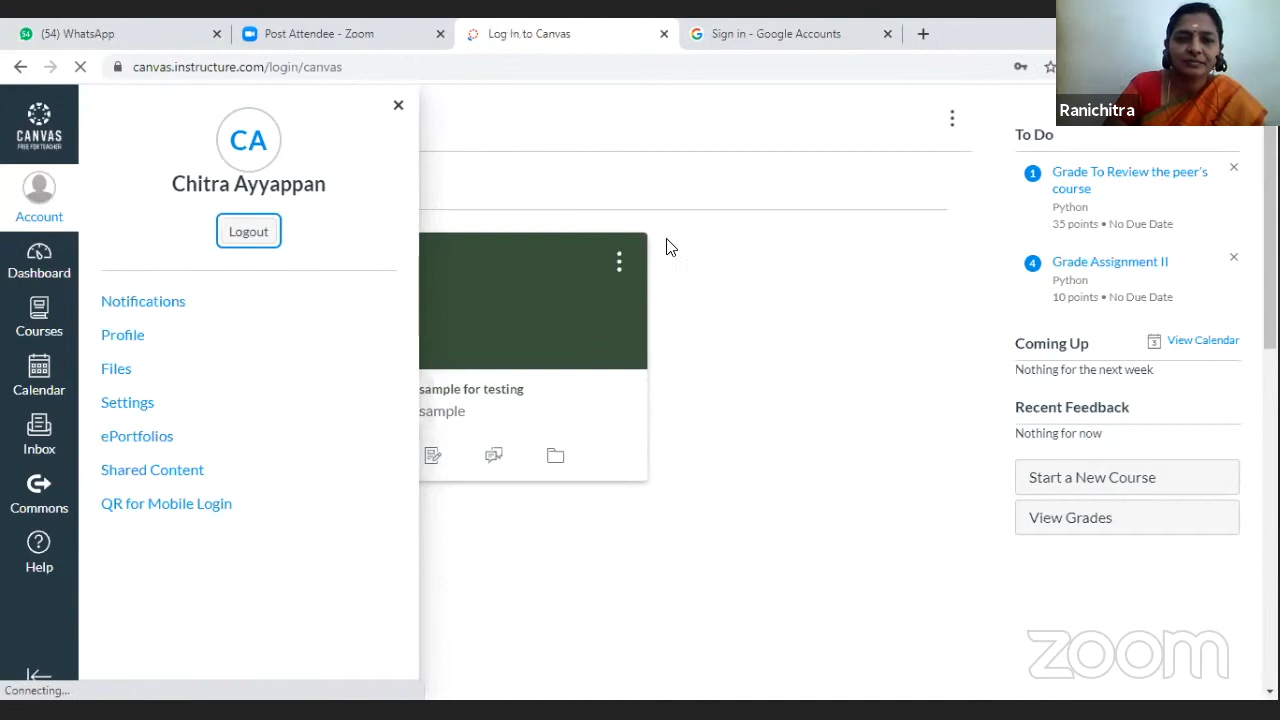 (54) WhatsApp
Post Attendee - Zoom
Log In to Canvas
Sign in - Google Accounts
canvas.instructure.com/login/canvas
Ranichitra
CANVAS
FREE FOR TEACHER
Account
Dashboard
Courses
Calendar
Inbox
Commons
Help
CA
Chitra Ayyappan
Logout
Notifications
Profile
Files
Settings
ePortfolios
Shared Content
QR for Mobile Login
sample for testing
sample
To Do
1
Grade To Review the peer's
course
Python
35 points • No Due Date
4
Grade Assignment II
Python
10 points • No Due Date
Coming Up
3
View Calendar
Nothing for the next week
Recent Feedback
Nothing for now
Start a New Course
View Grades
zoom
Connecting...